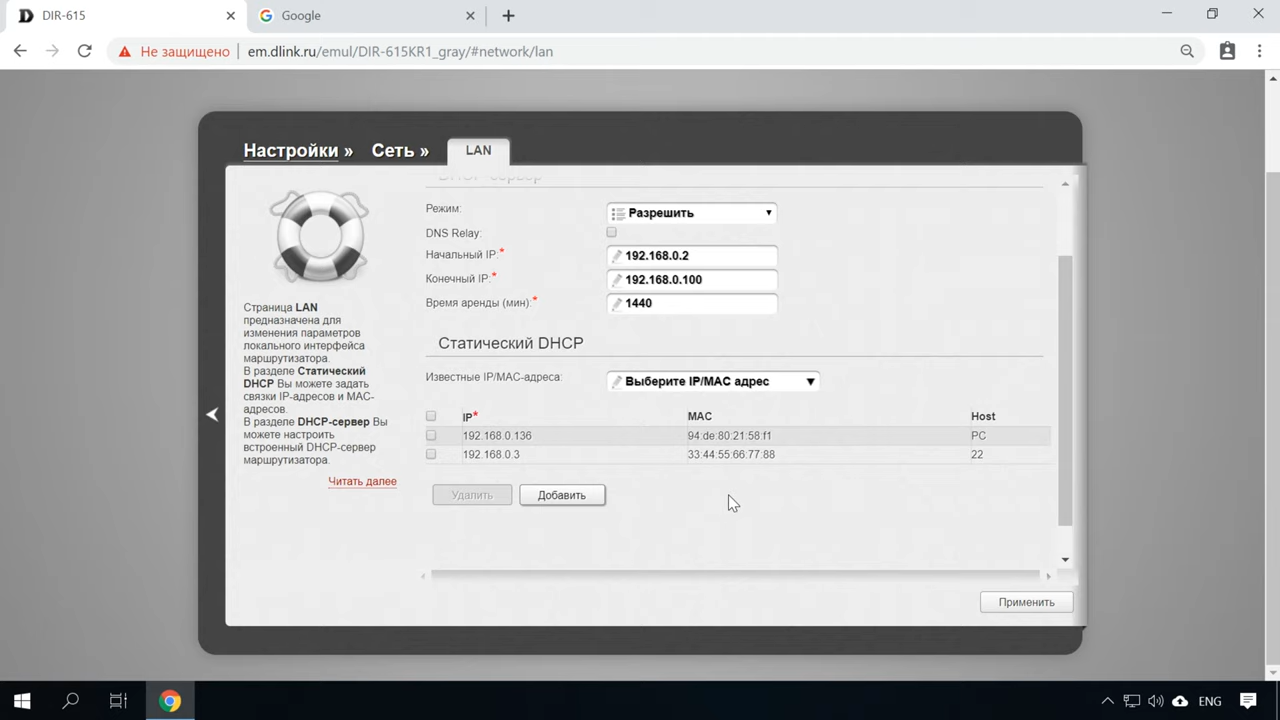 DIR-615
Google
Не защищено em.dlink.ru/emul/DIR-615KR1_gray/#network/lan
Настройки » Сеть » LAN
DHCP-сервер
Режим: Разрешить
DNS Relay:
Начальный IP:* 192.168.0.2
Конечный IP:* 192.168.0.100
Время аренды (мин):* 1440
Страница LAN
предназначена для
изменения параметров
локального интерфейса
маршрутизатора.
В разделе Статический
DHCP Вы можете задать
связки IP-адресов и MAC-
адресов.
В разделе DHCP-сервер Вы
можете настроить
встроенный DHCP-сервер
маршрутизатора.
Читать далее
Статический DHCP
Известные IP/MAC-адреса: Выберите IP/MAC адрес
IP* MAC Host
192.168.0.136 94:de:80:21:58:f1 PC
192.168.0.3 33:44:55:66:77:88 22
Удалить Добавить
Применить
ENG